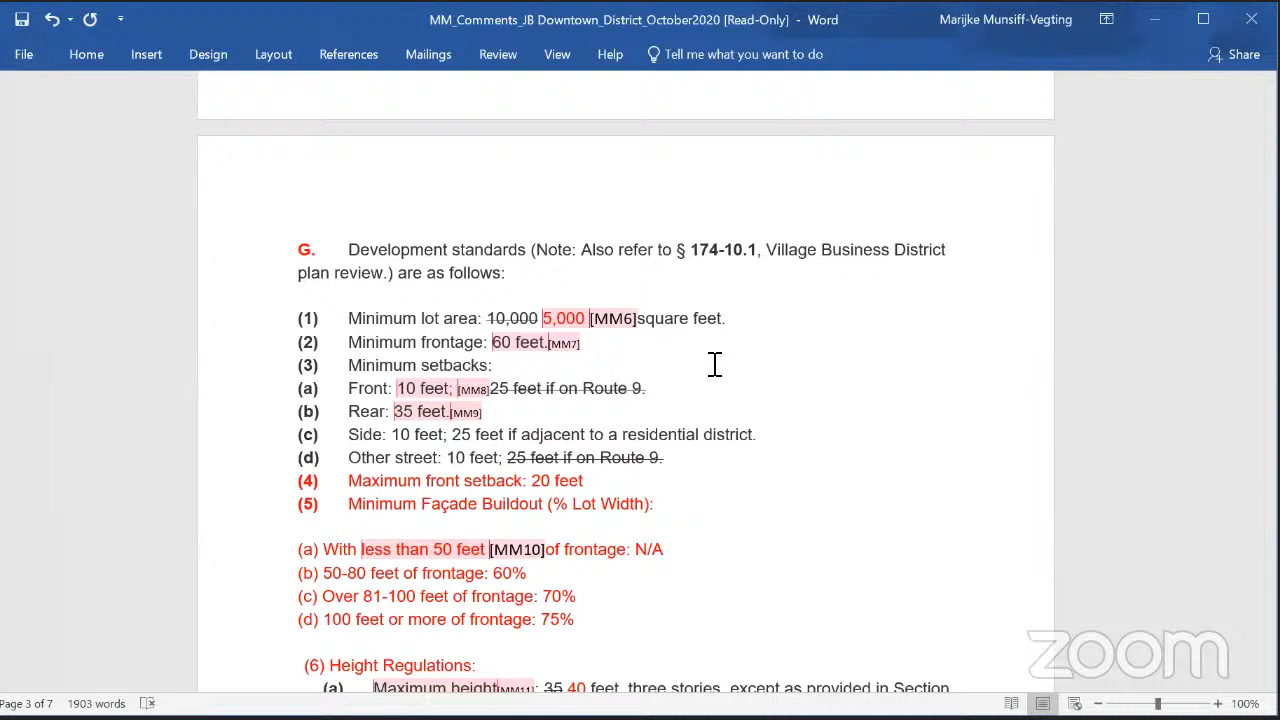 MM_Comments_JB Downtown_District_October2020 [Read-Only] - Word
Marijke Munsiff-Vegting
File Home Insert Design Layout References Mailings Review View Help Tell me what you want to do Share
G. Development standards (Note: Also refer to § 174-10.1, Village Business District
plan review.) are as follows:
(1) Minimum lot area: 10,000 5,000 [MM6]square feet.
(2) Minimum frontage: 60 feet.[MM7]
(3) Minimum setbacks:
(a) Front: 10 feet; [MM8]25 feet if on Route 9.
(b) Rear: 35 feet.[MM9]
(c) Side: 10 feet; 25 feet if adjacent to a residential district.
(d) Other street: 10 feet; 25 feet if on Route 9.
(4) Maximum front setback: 20 feet
(5) Minimum Façade Buildout (% Lot Width):
(a) With less than 50 feet [MM10]of frontage: N/A
(b) 50-80 feet of frontage: 60%
(c) Over 81-100 feet of frontage: 70%
(d) 100 feet or more of frontage: 75%
(6) Height Regulations:
(a) Maximum height[MM11]: 35 40 feet, three stories, except as provided in Section
zoom
Page 3 of 7 1903 words 100%